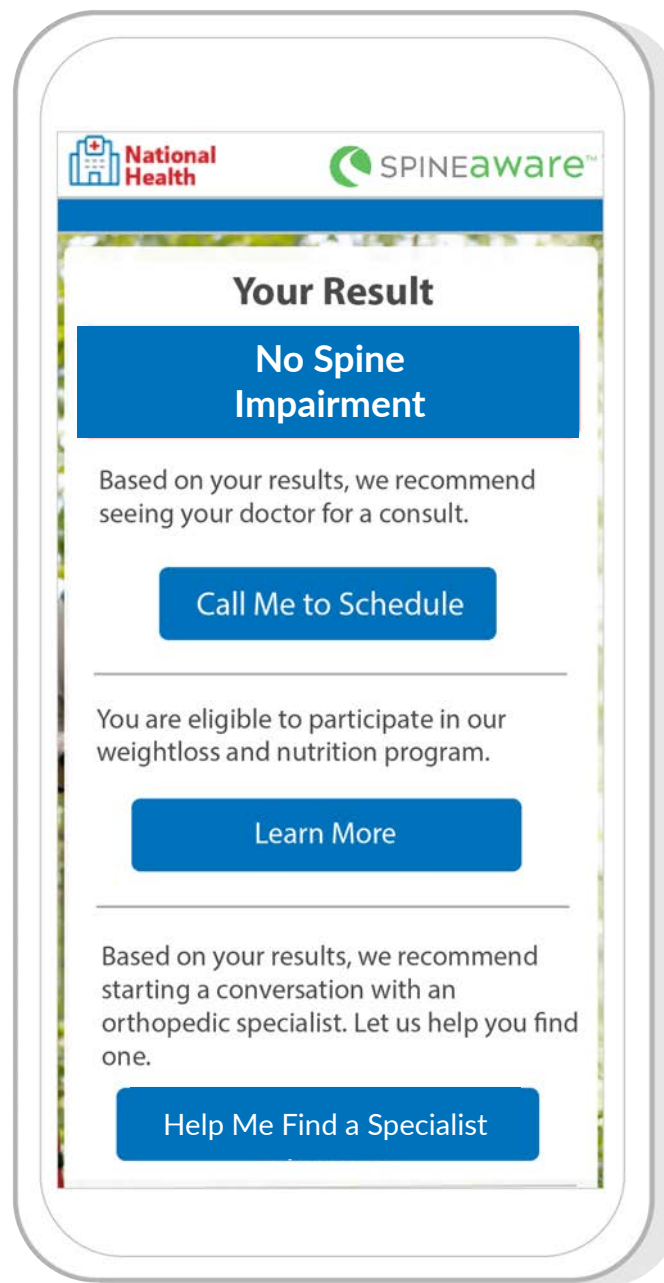 National
Health
SPINEaware™
Your Result
No Spine
Impairment
Based on your results, we recommend
seeing your doctor for a consult.
Call Me to Schedule
You are eligible to participate in our
weightloss and nutrition program.
Learn More
Based on your results, we recommend
starting a conversation with an
orthopedic specialist. Let us help you find
one.
Help Me Find a Specialist